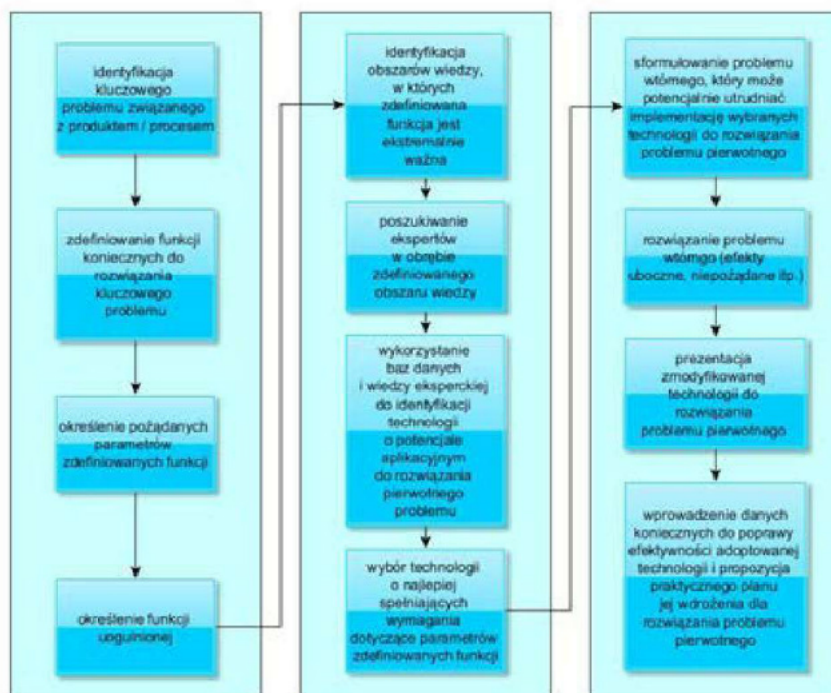 identyfikacja
kluczowego
problemu związanego
z produktem / procesem
zdefiniowanie funkcji
koniecznych do
rozwiązania
kluczowego
problemu
określenie pożądanych
parametrów
zdefiniowanych funkcji
określenie funkcji
uogulnionej
identyfikacja
obszarów wiedzy,
w których
zdefiniowana
funkcja jest
ekstremalnie
ważna
poszukiwanie
ekspertów
w obrębie
zdefiniowanego
obszaru wiedzy
wykorzystanie
baz danych
i wiedzy eksperckiej
do identyfikacji
technologii
o potencjale
aplikacyjnym
do rozwiązania
pierwotnego
problemu
wybór technologii
o najlepiej
spełniających
wymagania
dotyczące parametrów
zdefiniowanych funkcji
sformułowanie problemu
wtórnego, który może
potencjalnie utrudniać
implementację wybranych
technologii do rozwiązania
problemu pierwotnego
rozwiązanie problemu
wtórngo (efekty
uboczne, niepożądane itp.)
prezentacja
zmodyfikowanej
technologii do
rozwiązania
problemu pierwotnego
wprowadzenie danych
koniecznych do poprawy
efektywności adoptowanej
technologii i propozycja
praktycznego planu
jej wdrożenia dla
rozwiązania problemu
pierwotnego